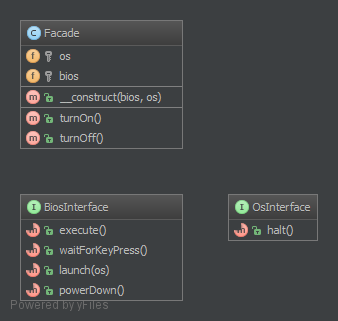 Facade
os
bios
__construct(bios, os)
turnOn()
turnOff()
BiosInterface
execute()
waitForKeyPress()
launch(os)
powerDown()
OsInterface
halt()
Powered by yFiles